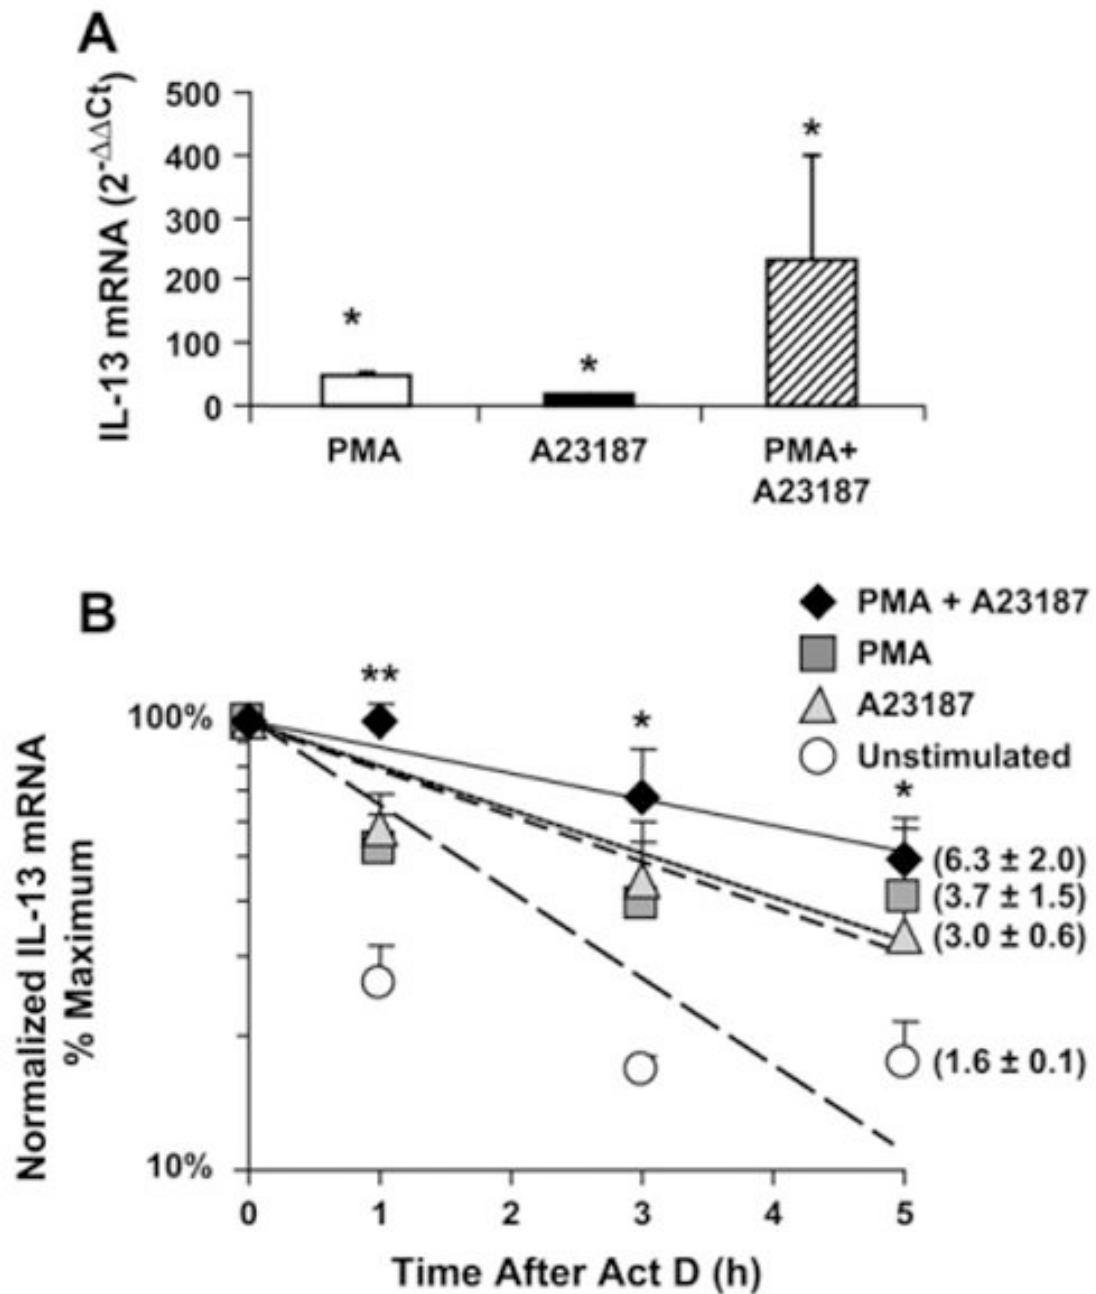 A
IL-13 mRNA (2-ΔΔCt)
500
400
300
200
100
0
*
*
*
PMA
A23187
PMA+
A23187
B
PMA + A23187
PMA
A23187
Unstimulated
Normalized IL-13 mRNA
% Maximum
100%
10%
**
*
*
(6.3 ± 2.0)
(3.7 ± 1.5)
(3.0 ± 0.6)
(1.6 ± 0.1)
0 1 2 3 4 5
Time After Act D (h)